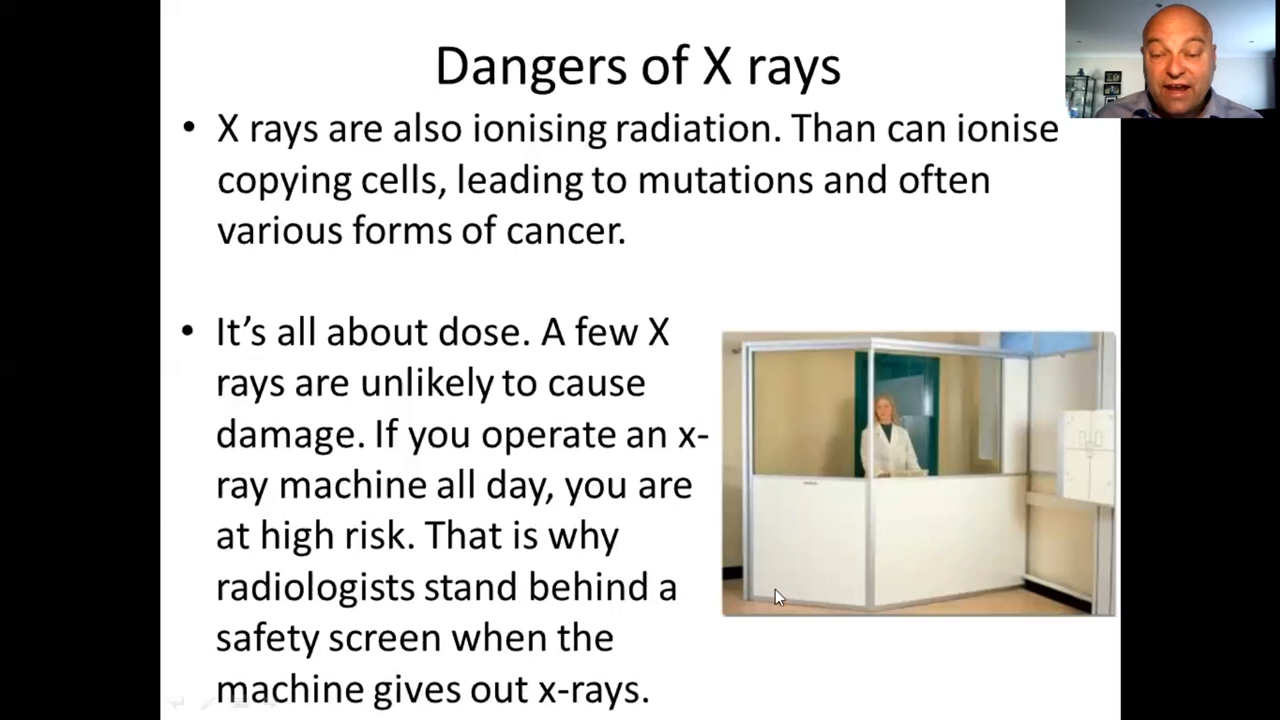 Dangers of X rays
• X rays are also ionising radiation. Than can ionise
copying cells, leading to mutations and often
various forms of cancer.
• It’s all about dose. A few X
rays are unlikely to cause
damage. If you operate an x-
ray machine all day, you are
at high risk. That is why
radiologists stand behind a
safety screen when the
machine gives out x-rays.